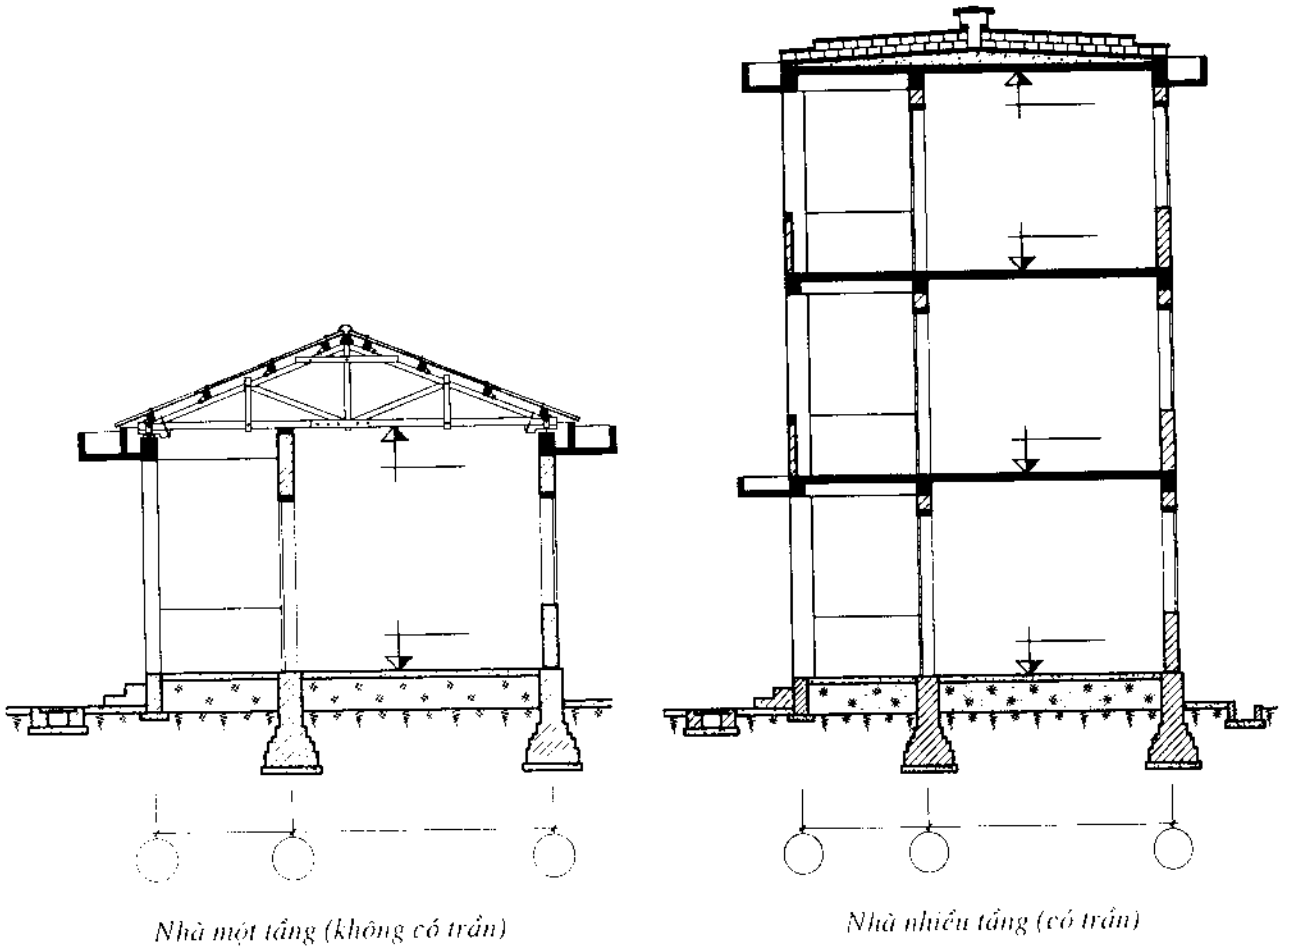 Nhà một tầng (không có trần)
Nhà nhiều tầng (có trần)